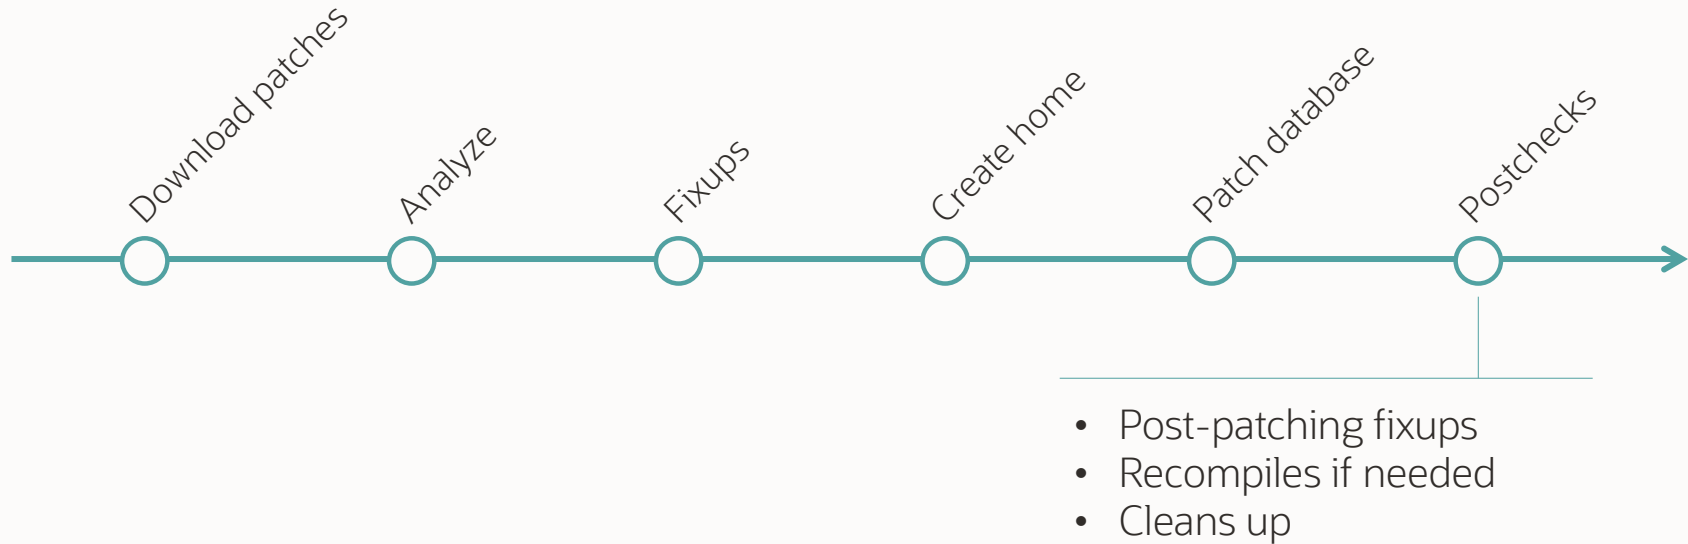 Download patches
Analyze
Fixups
Create home
Patch database
Postchecks
• Post-patching fixups
• Recompiles if needed
• Cleans up